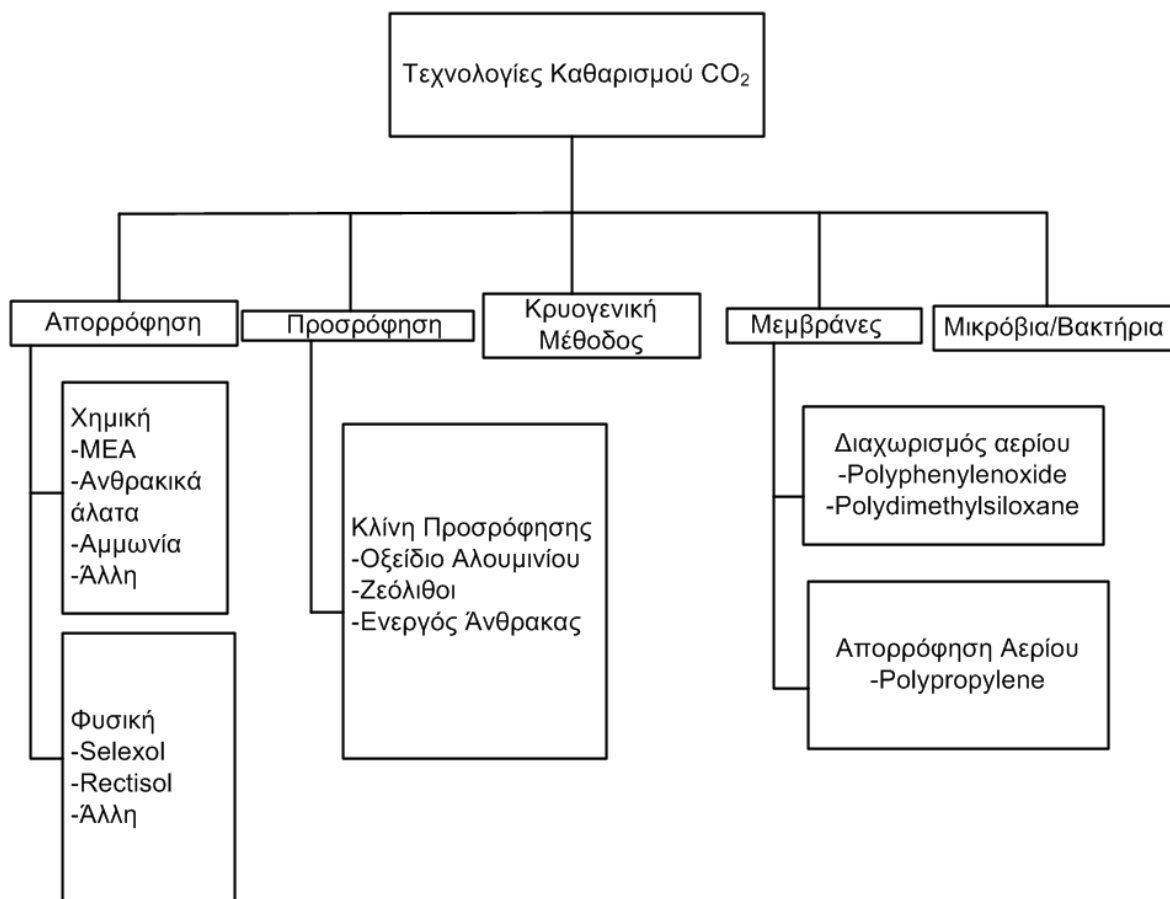 Τεχνολογίες Καθαρισμού CO₂
Απορρόφηση
Προσρόφηση
Κρυογενική
Μέθοδος
Μεμβράνες
Μικρόβια/Βακτήρια
Χημική
-MEA
-Ανθρακικά
άλατα
-Αμμωνία
-Άλλη
Φυσική
-Selexol
-Rectisol
-Άλλη
Κλίνη Προσρόφησης
-Οξείδιο Αλουμινίου
-Ζεόλιθοι
-Ενεργός Άνθρακας
Διαχωρισμός αερίου
-Polyphenylenoxide
-Polydimethylsiloxane
Απορρόφηση Αερίου
-Polypropylene